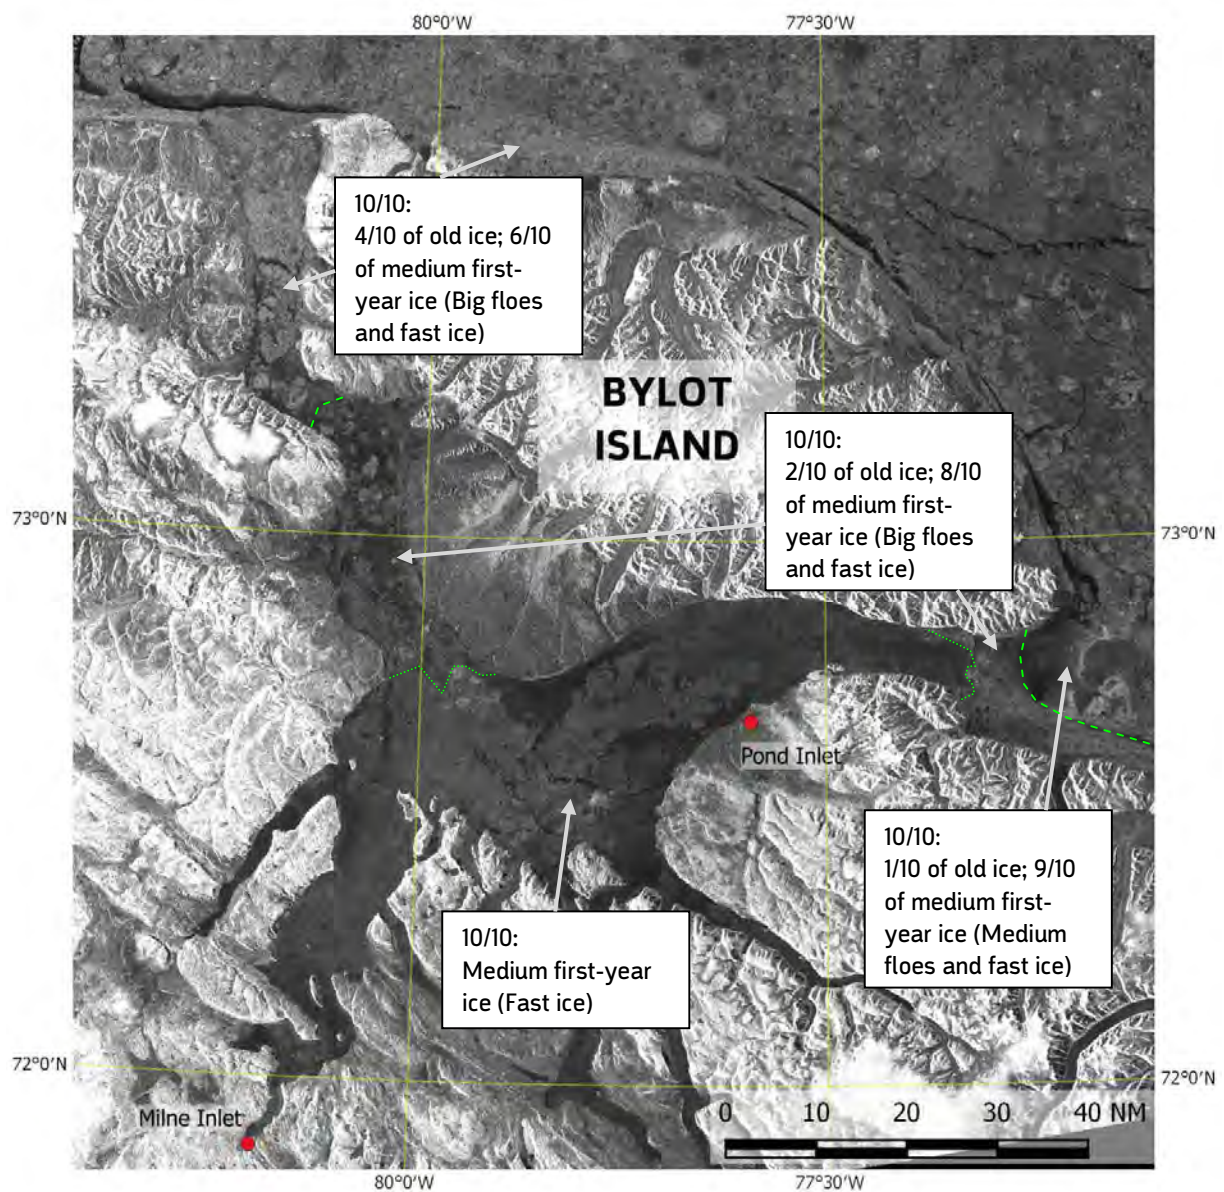 80°0'W
77°30'W
10/10:
4/10 of old ice; 6/10
of medium first-
year ice (Big floes
and fast ice)
BYLOT
ISLAND
10/10:
2/10 of old ice; 8/10
of medium first-
year ice (Big floes
and fast ice)
73°0'N
73°0'N
Pond Inlet
10/10:
1/10 of old ice; 9/10
of medium first-
year ice (Medium
floes and fast ice)
10/10:
Medium first-year
ice (Fast ice)
72°0'N
72°0'N
Milne Inlet
0 10 20 30 40 NM
80°0'W
77°30'W